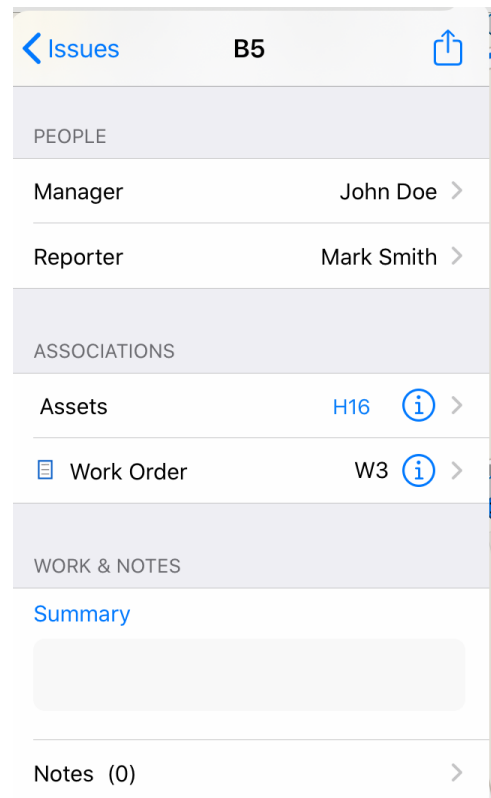 Issues B5
PEOPLE
Manager John Doe
Reporter Mark Smith
ASSOCIATIONS
Assets H16
Work Order W3
WORK & NOTES
Summary
Notes (0)